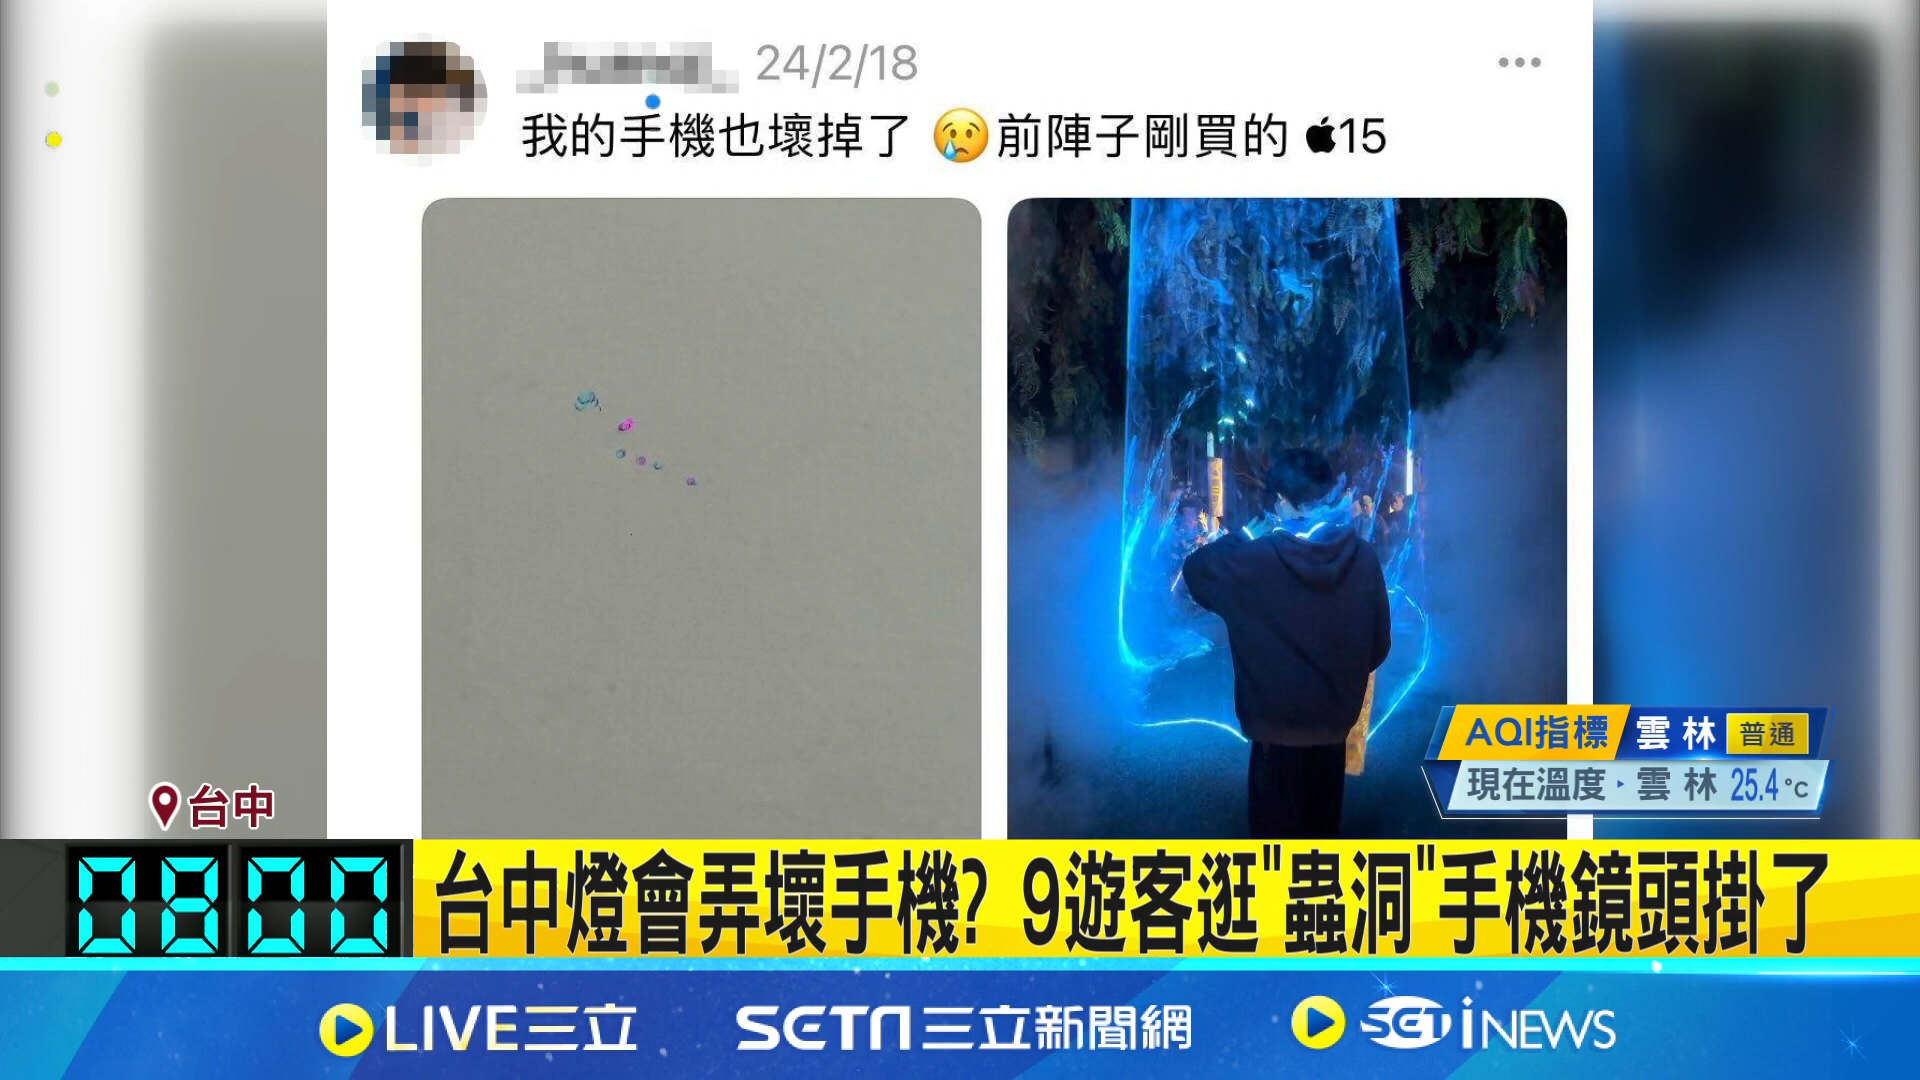 24/2/18
我的手機也壞掉了 😢前陣子剛買的 15
AQI指標 雲林 普通
現在溫度 雲林 25.4°C
台中
0800
台中燈會弄壞手機? 9遊客逛"蟲洞"手機鏡頭掛了
LIVE三立
SETN三立新聞網
SET iNEWS